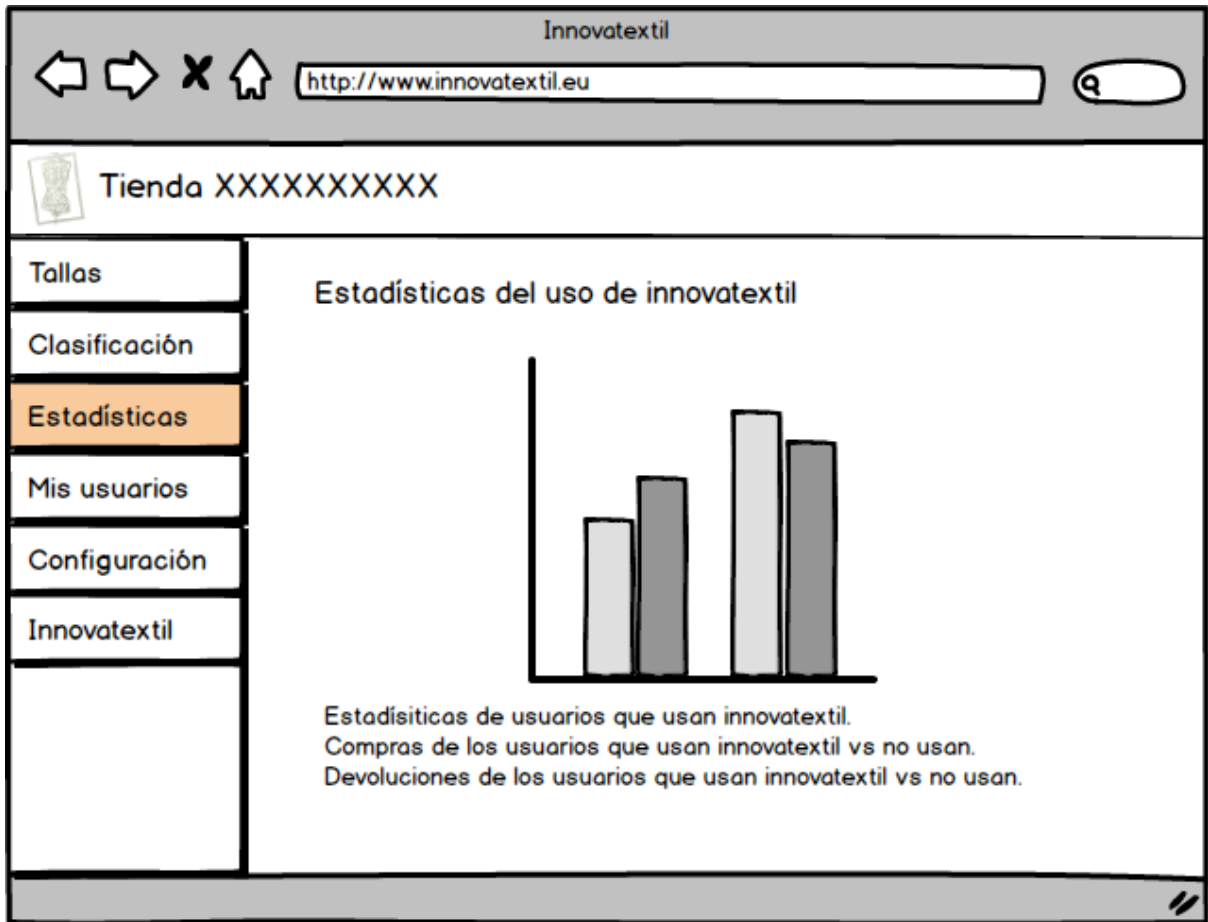 Innovatextil
http://www.innovatextil.eu
Tienda XXXXXXXXXX
Tallas
Clasificación
Estadísticas
Mis usuarios
Configuración
Innovatextil
Estadísticas del uso de innovatextil
Estadísiticas de usuarios que usan innovatextil.
Compras de los usuarios que usan innovatextil vs no usan.
Devoluciones de los usuarios que usan innovatextil vs no usan.